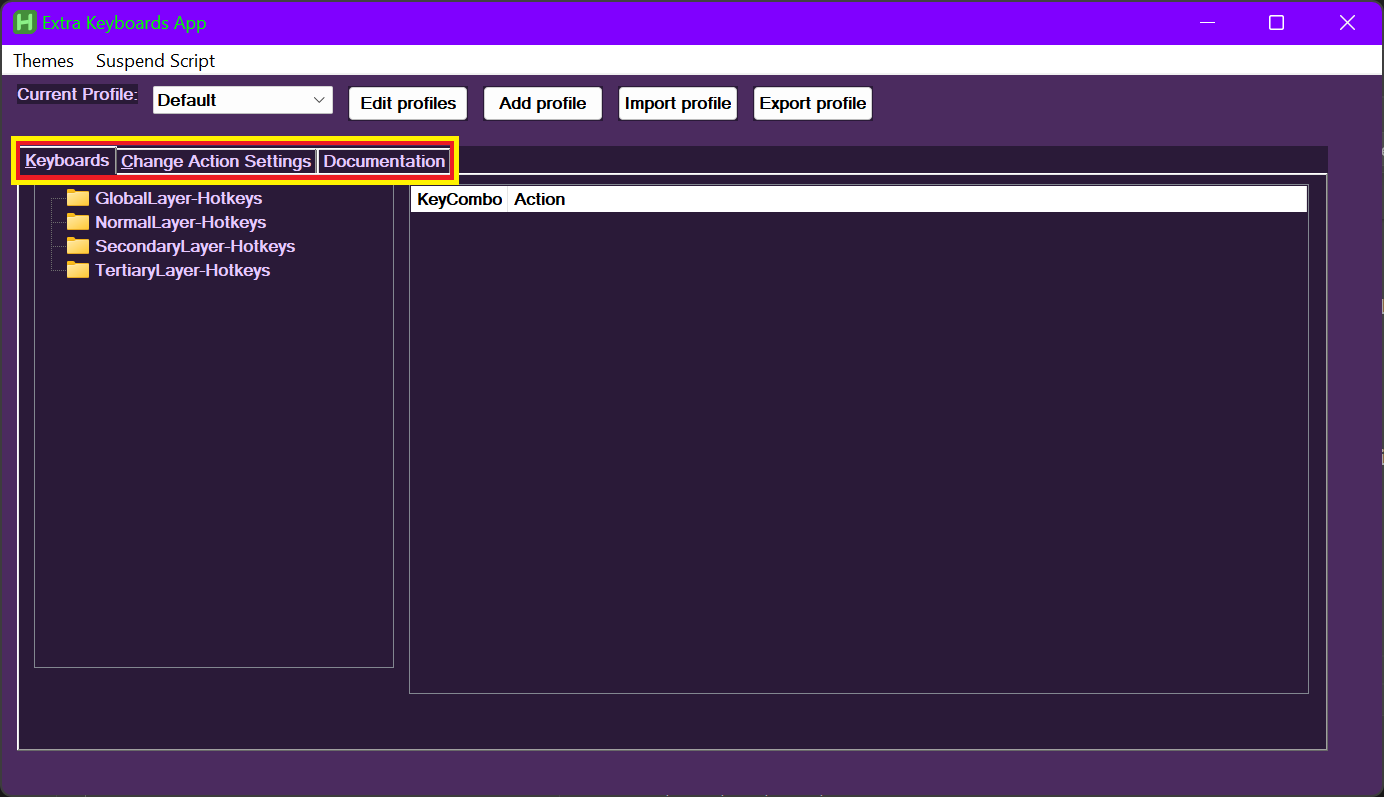 Extra Keyboards App
Themes Suspend Script
Current Profile: Default Edit profiles Add profile Import profile Export profile
Keyboards Change Action Settings Documentation
GlobalLayer-Hotkeys KeyCombo Action
NormalLayer-Hotkeys
SecondaryLayer-Hotkeys
TertiaryLayer-Hotkeys